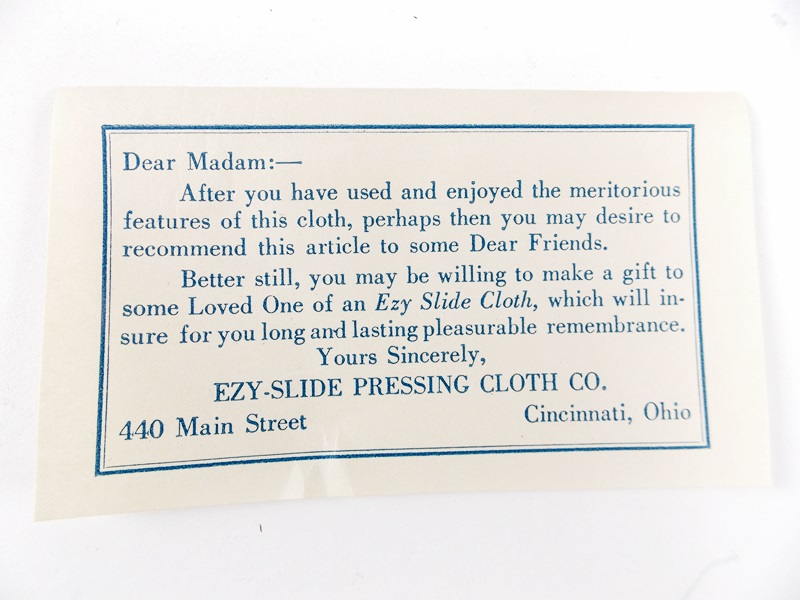 Dear Madam:—
After you have used and enjoyed the meritorious
features of this cloth, perhaps then you may desire to
recommend this article to some Dear Friends.
Better still, you may be willing to make a gift to
some Loved One of an Ezy Slide Cloth, which will in-
sure for you long and lasting pleasurable remembrance.
Yours Sincerely,
EZY-SLIDE PRESSING CLOTH CO.
440 Main Street Cincinnati, Ohio